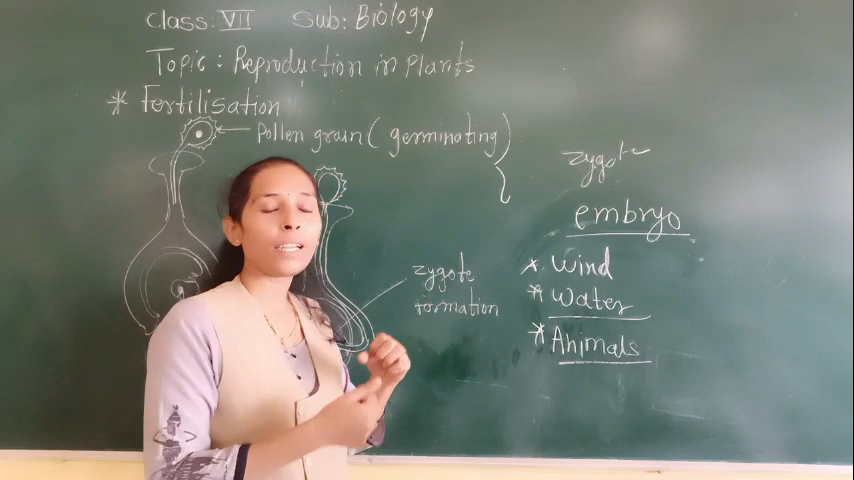 Class: VII Sub: Biology
Topic: Reproduction in plants
* Fertilisation
Pollen grain (germinating)
zygote
embryo
* Wind
* Water
* Animals
zygote
formation